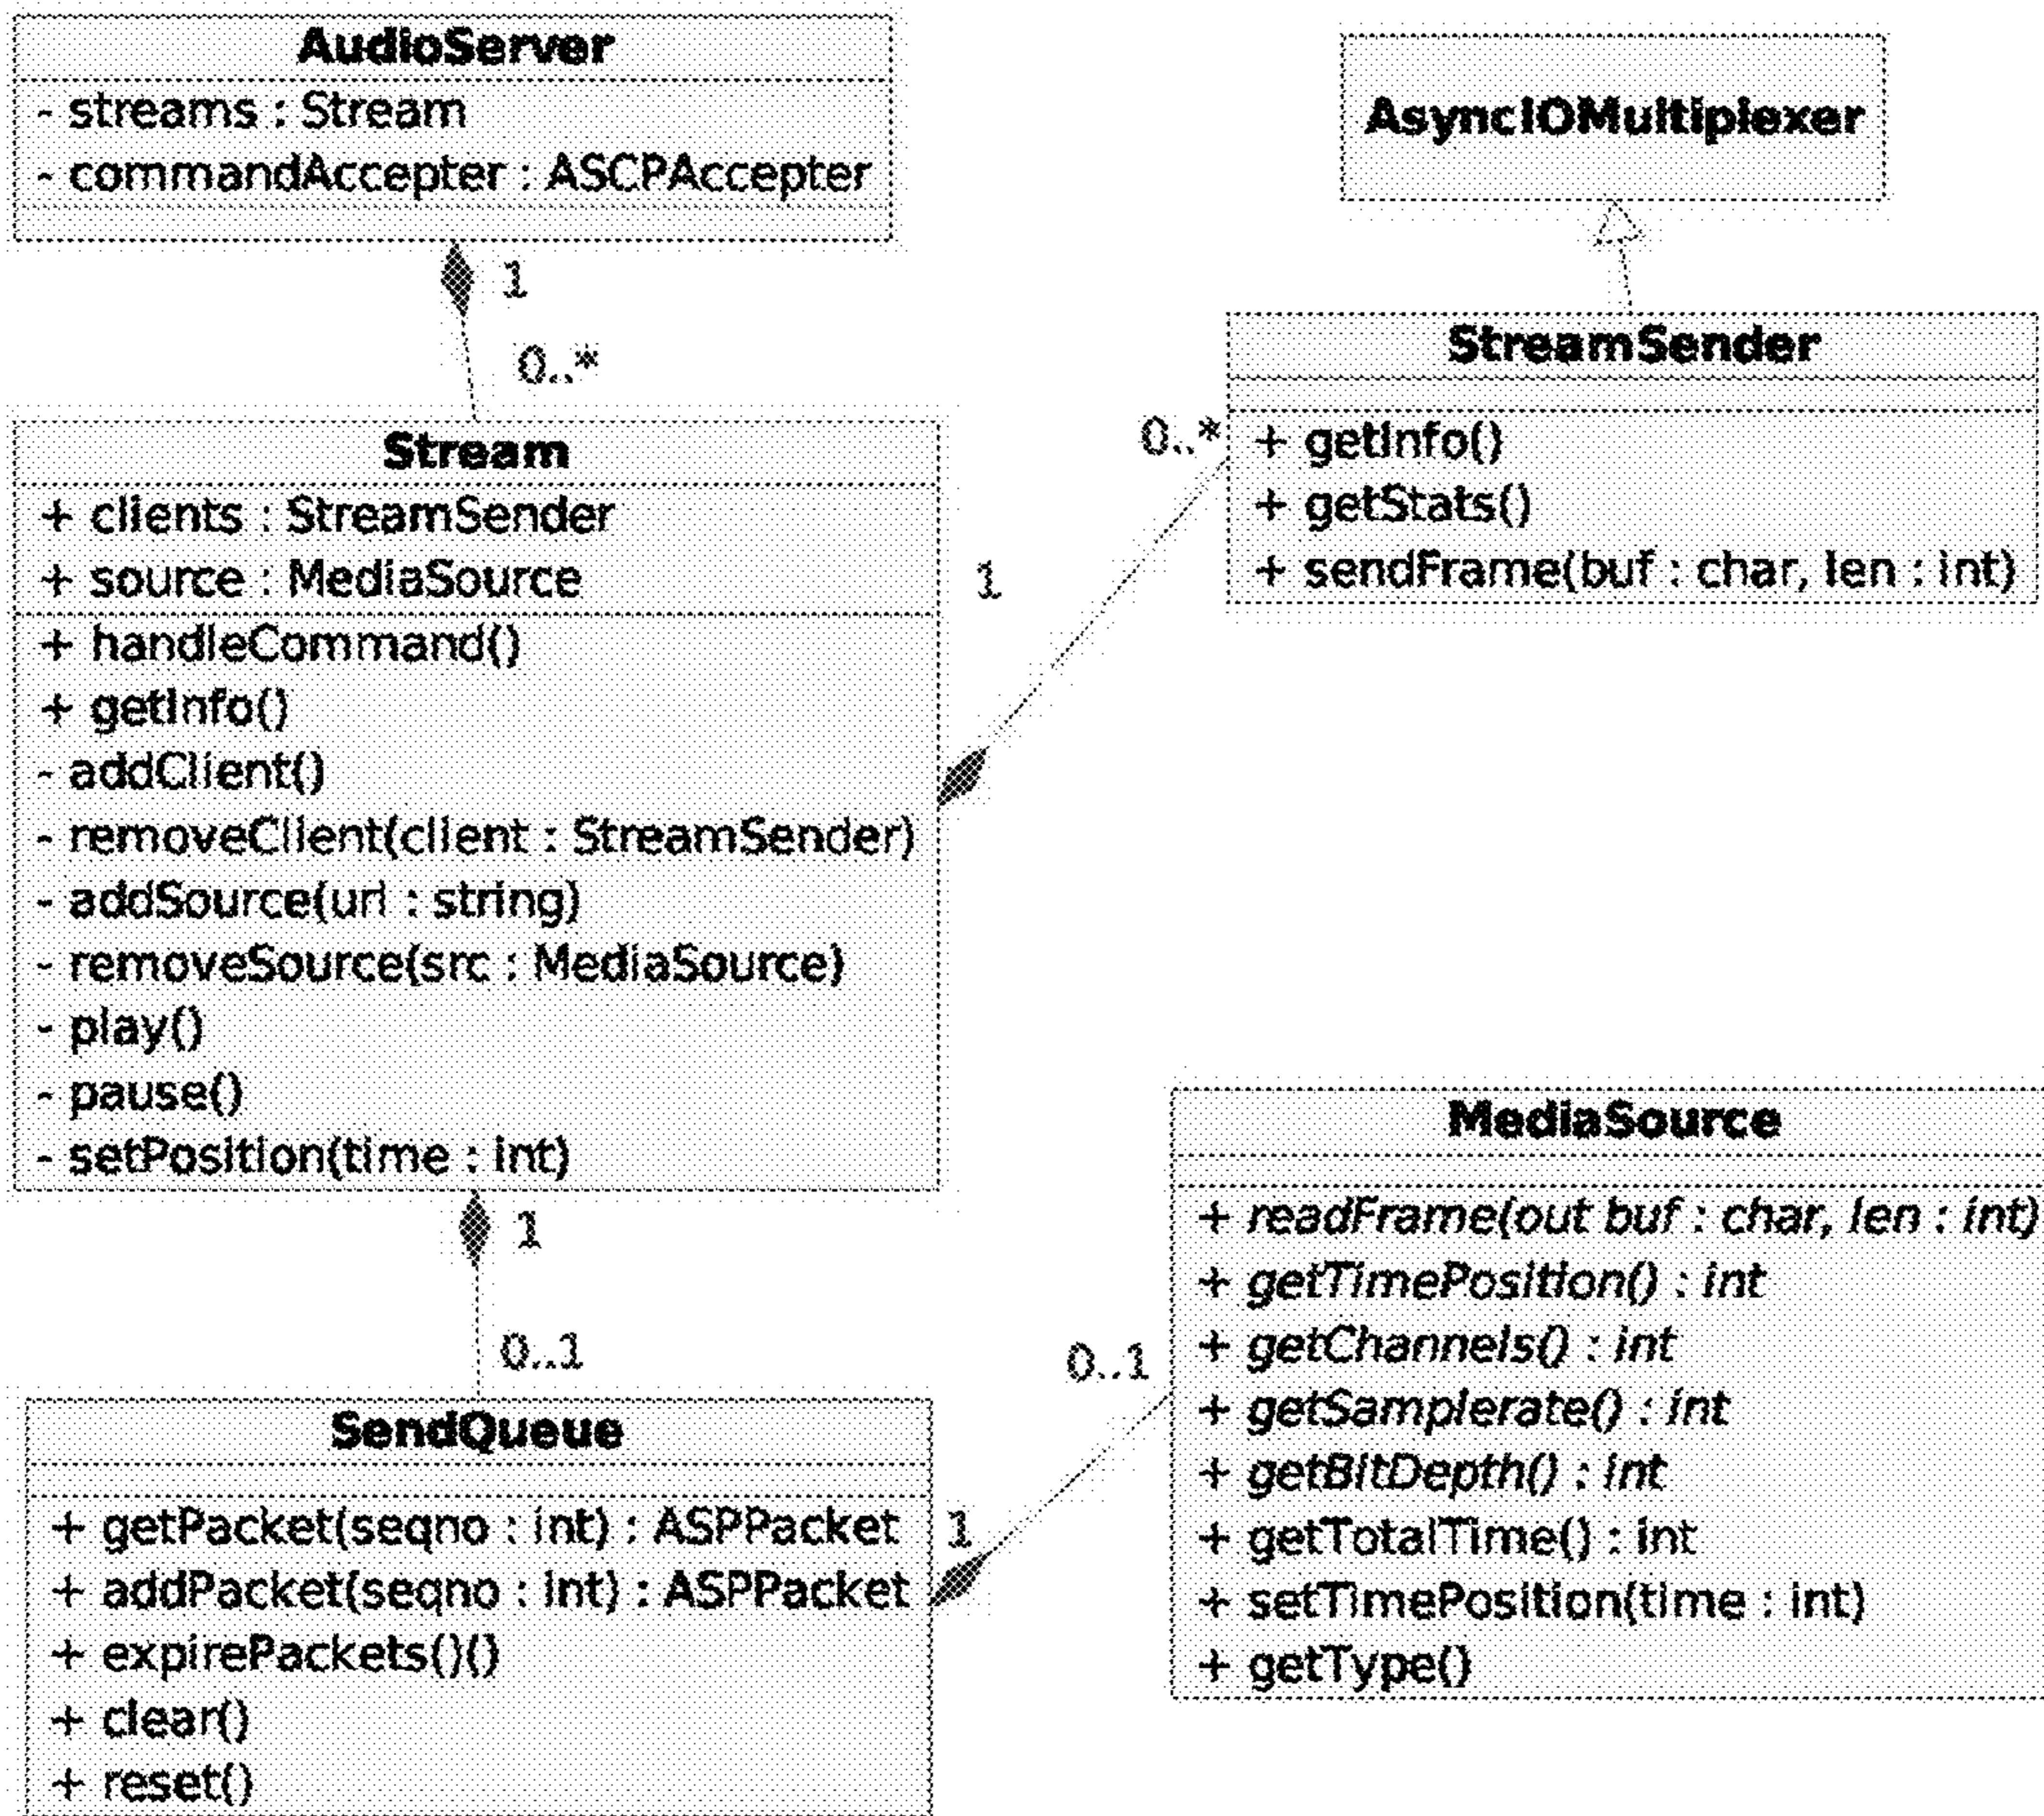 AudioServer
- streams : Stream
- commandAccepter : ASCPAccepter
1
0..*
Stream
+ clients : StreamSender
+ source : MediaSource
+ handleCommand()
+ getInfo()
- addClient()
- removeClient(client : StreamSender)
- addSource(url : string)
- removeSource(src : MediaSource)
- play()
- pause()
- setPosition(time : int)
1
0..1
SendQueue
+ getPacket(seqno : int) : ASPPacket
+ addPacket(seqno : int) : ASPPacket
+ expirePackets()()
+ clear()
+ reset()
AsyncIOMultiplexer
StreamSender
+ getInfo()
+ getStats()
+ sendFrame(buf : char, len : int)
0..*
1
MediaSource
+ readFrame(out buf : char, len : int)
+ getTimePosition() : int
+ getChannels() : int
+ getSamplerate() : int
+ getBitDepth() : int
+ getTotalTime() : int
+ setTimePosition(time : int)
+ getType()
0..1
1